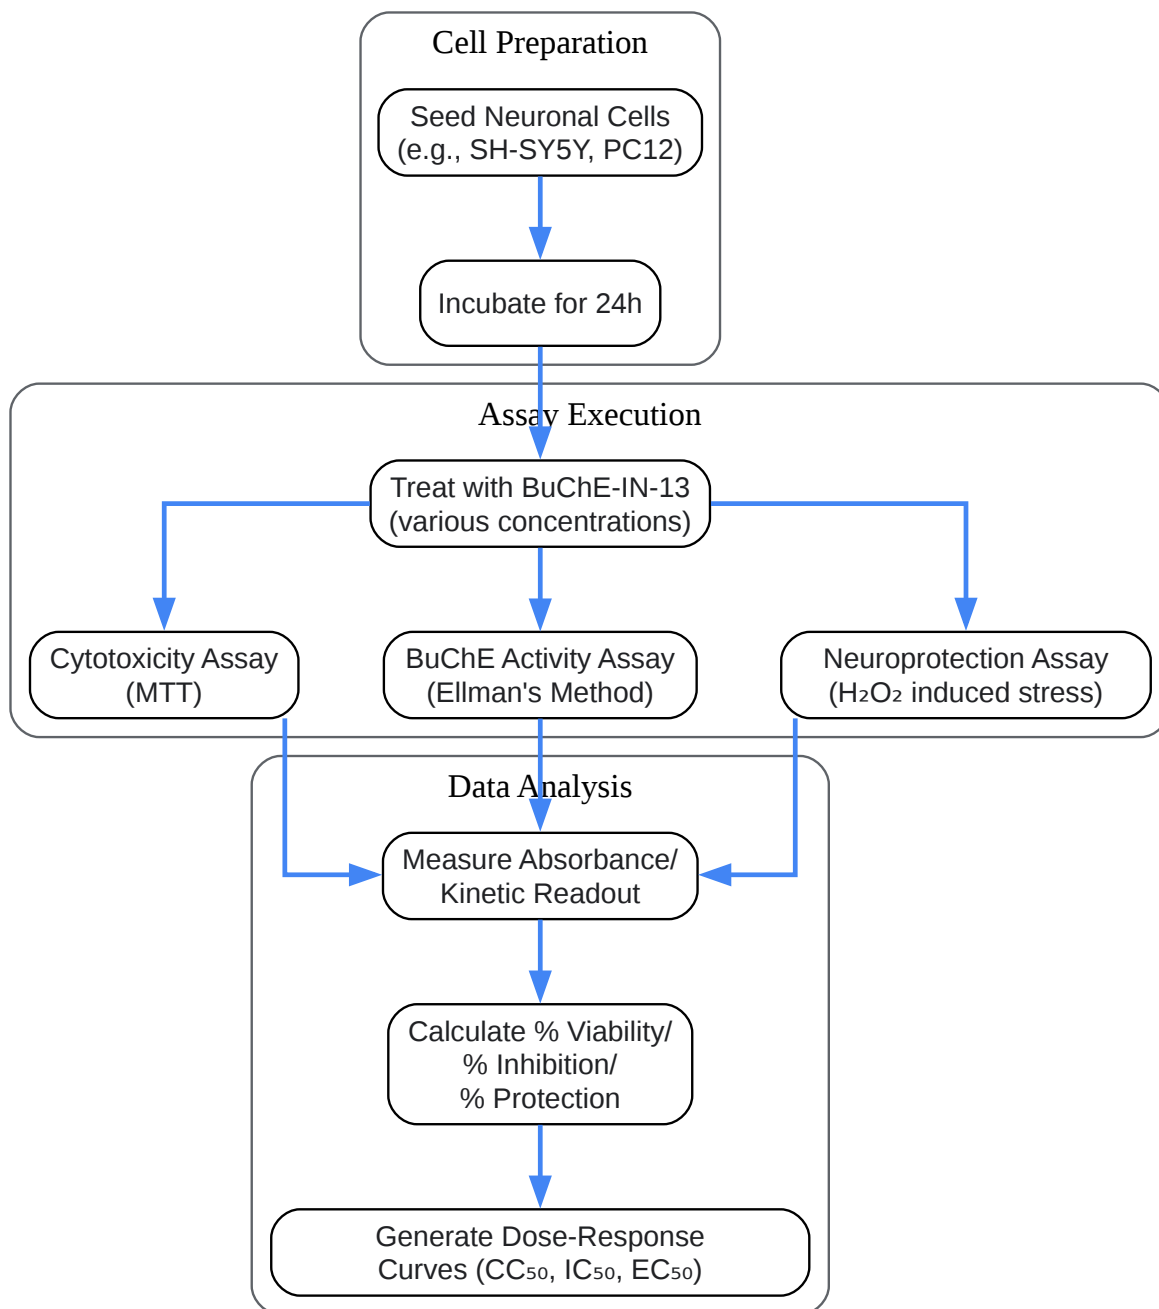 Cell Preparation
Seed Neuronal Cells
(e.g., SH-SY5Y, PC12)
Incubate for 24h
Assay Execution
Treat with BuChE-IN-13
(various concentrations)
Cytotoxicity Assay
(MTT)
BuChE Activity Assay
(Ellman's Method)
Neuroprotection Assay
(H₂O₂ induced stress)
Data Analysis
Measure Absorbance/
Kinetic Readout
Calculate % Viability/
% Inhibition/
% Protection
Generate Dose-Response
Curves (CC₅₀, IC₅₀, EC₅₀)